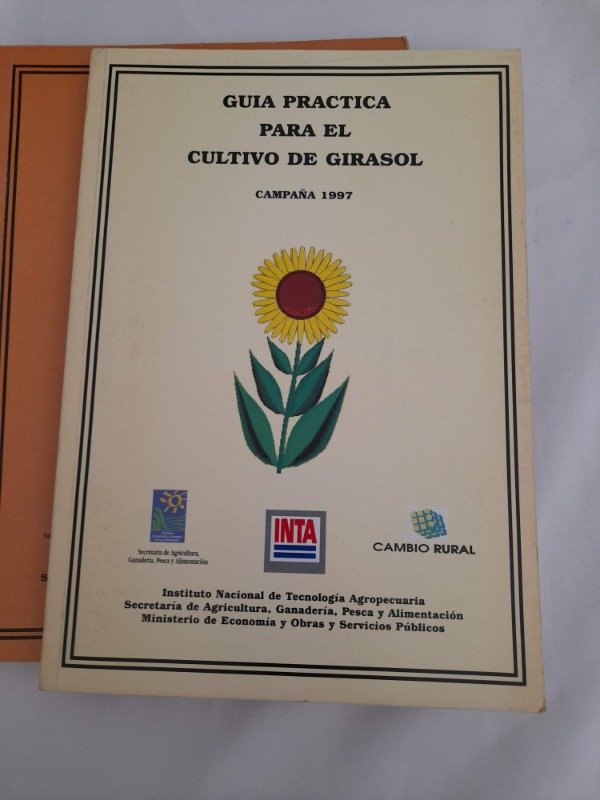 GUIA PRACTICA
PARA EL
CULTIVO DE GIRASOL
CAMPAÑA 1997
Secretaría de Agricultura,
Ganadería, Pesca y Alimentación
INTA
CAMBIO RURAL
Instituto Nacional de Tecnología Agropecuaria
Secretaría de Agricultura, Ganadería, Pesca y Alimentación
Ministerio de Economía y Obras y Servicios Públicos